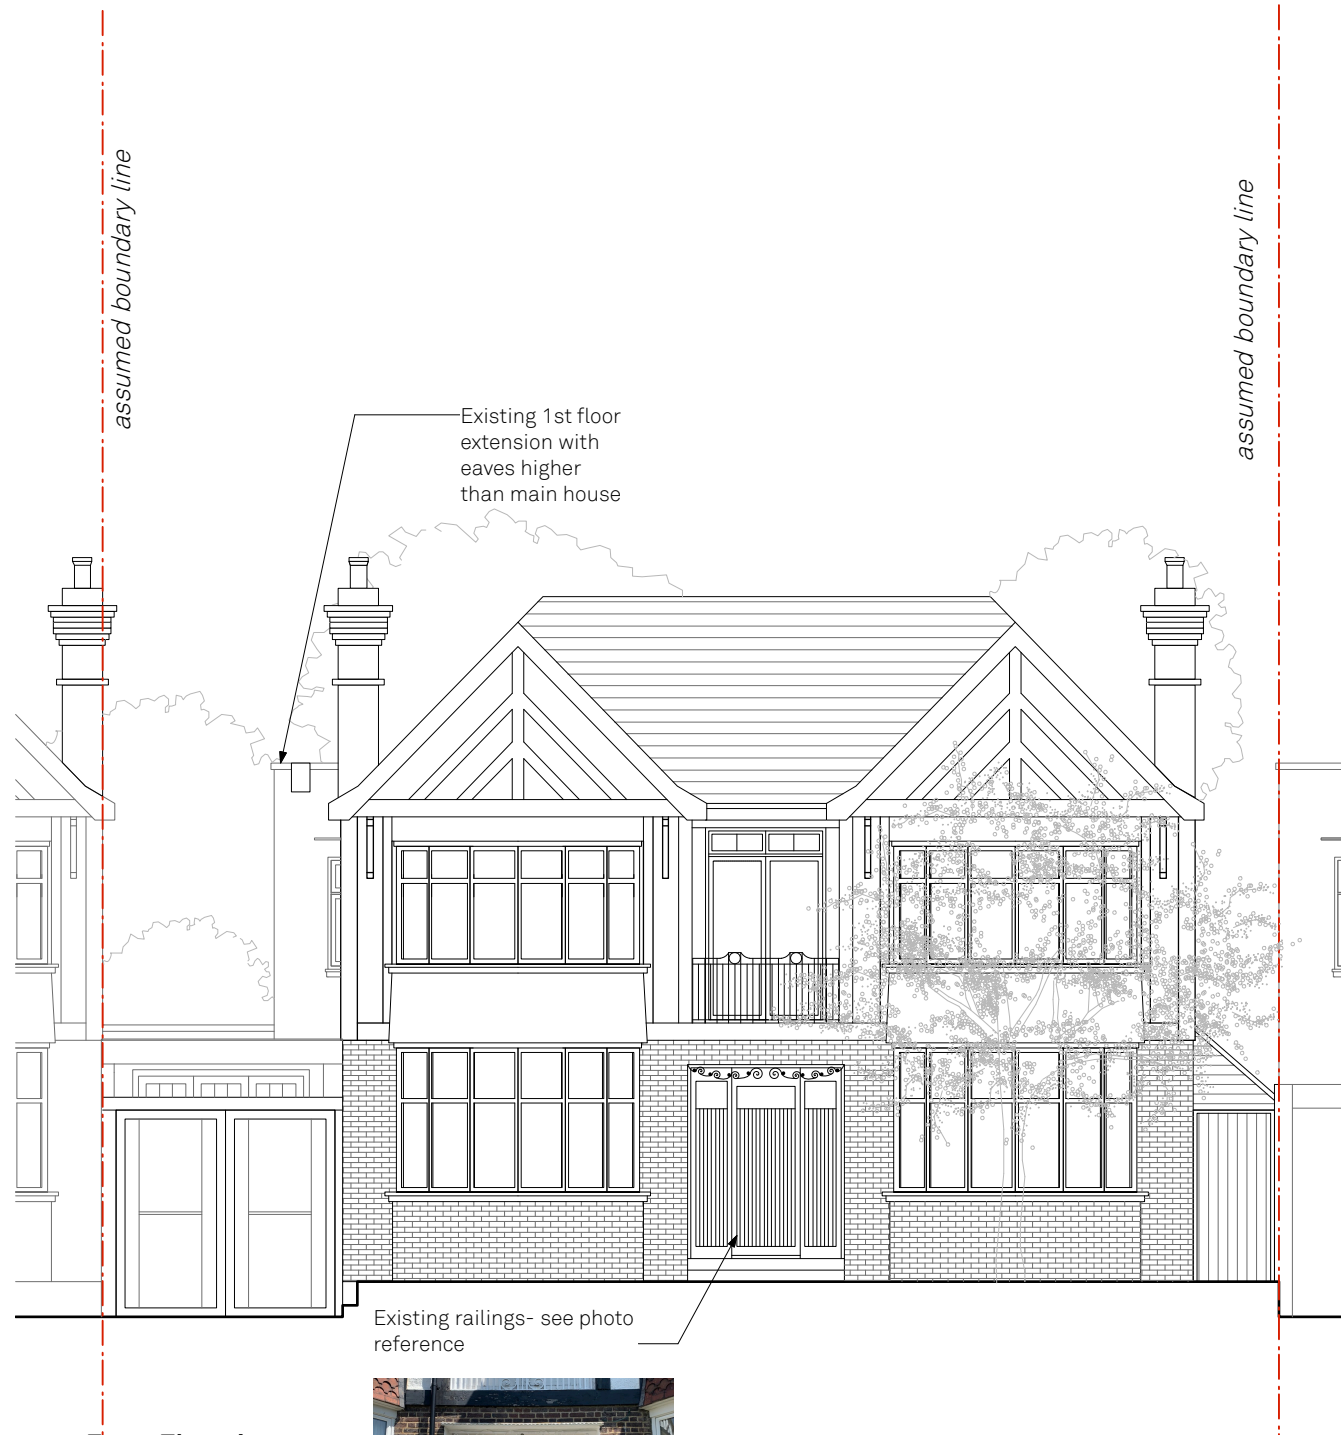 assumed boundary line
assumed boundary line
Existing 1st floor
extension with
eaves higher
than main house
Existing railings- see photo
reference